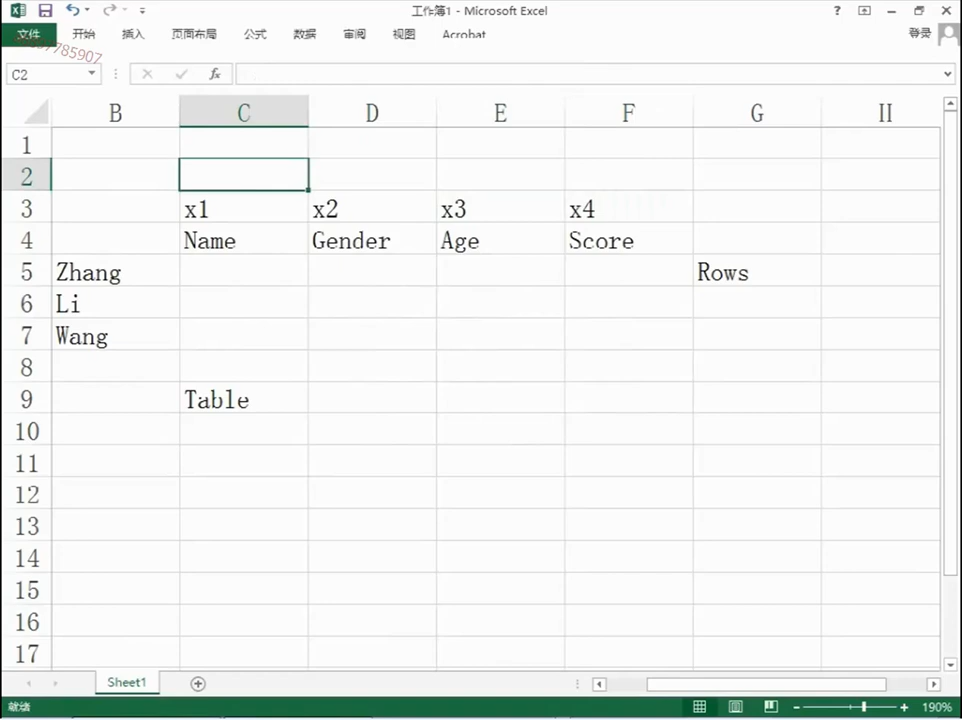 工作簿1 - Microsoft Excel
?
文件 开始 插入 页面布局 公式 数据 审阅 视图 Acrobat 登录
C2 fx
B C D E F G H
1
2
3 x1 x2 x3 x4
4 Name Gender Age Score
5 Zhang Rows
6 Li
7 Wang
8
9 Table
10
11
12
13
14
15
16
17
Sheet1
就绪 190%